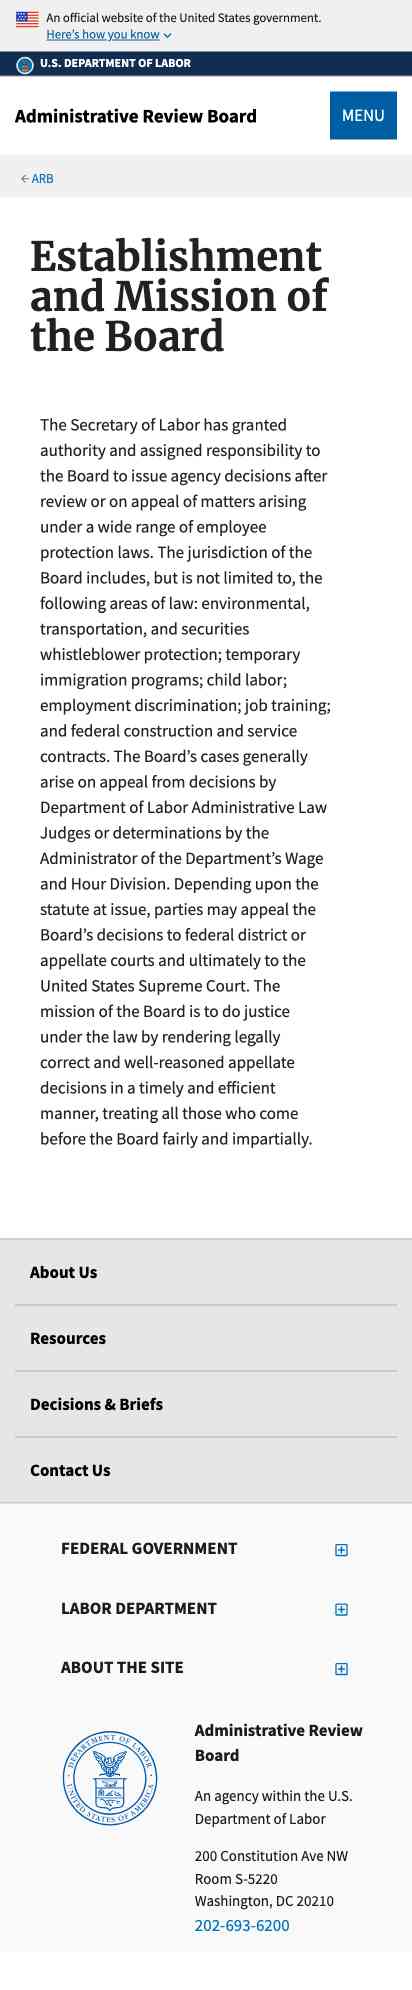 An official website of the United States government.
Here's how you know
U.S. DEPARTMENT OF LABOR
Administrative Review Board
MENU
ARB
Establishment
and Mission of
the Board
The Secretary of Labor has granted
authority and assigned responsibility to
the Board to issue agency decisions after
review or on appeal of matters arising
under a wide range of employee
protection laws. The jurisdiction of the
Board includes, but is not limited to, the
following areas of law: environmental,
transportation, and securities
whistleblower protection; temporary
immigration programs; child labor;
employment discrimination; job training;
and federal construction and service
contracts. The Board’s cases generally
arise on appeal from decisions by
Department of Labor Administrative Law
Judges or determinations by the
Administrator of the Department’s Wage
and Hour Division. Depending upon the
statute at issue, parties may appeal the
Board’s decisions to federal district or
appellate courts and ultimately to the
United States Supreme Court. The
mission of the Board is to do justice
under the law by rendering legally
correct and well-reasoned appellate
decisions in a timely and efficient
manner, treating all those who come
before the Board fairly and impartially.
About Us
Resources
Decisions & Briefs
Contact Us
FEDERAL GOVERNMENT
LABOR DEPARTMENT
ABOUT THE SITE
DEPARTMENT OF LABOR
UNITED STATES OF AMERICA
Administrative Review
Board
An agency within the U.S.
Department of Labor
200 Constitution Ave NW
Room S-5220
Washington, DC 20210
202-693-6200